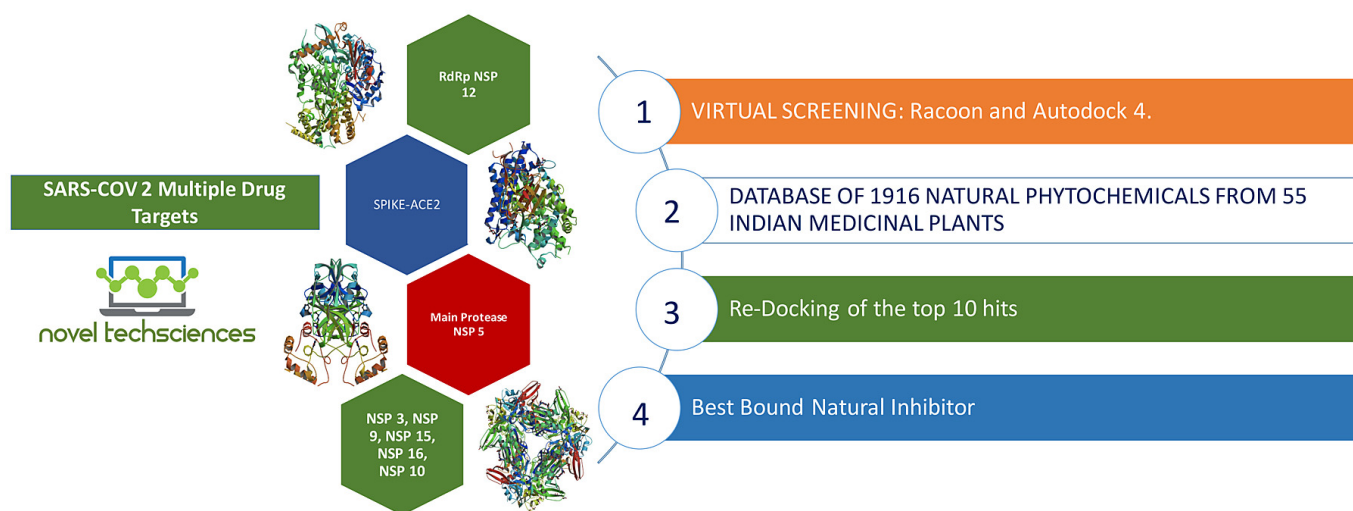 SARS-COV 2 Multiple Drug
Targets
novel techsciences
RdRp NSP
12
SPIKE-ACE2
Main Protease
NSP 5
NSP 3, NSP
9, NSP 15,
NSP 16,
NSP 10
1
VIRTUAL SCREENING: Racoon and Autodock 4.
2
DATABASE OF 1916 NATURAL PHYTOCHEMICALS FROM 55
INDIAN MEDICINAL PLANTS
3
Re-Docking of the top 10 hits
4
Best Bound Natural Inhibitor